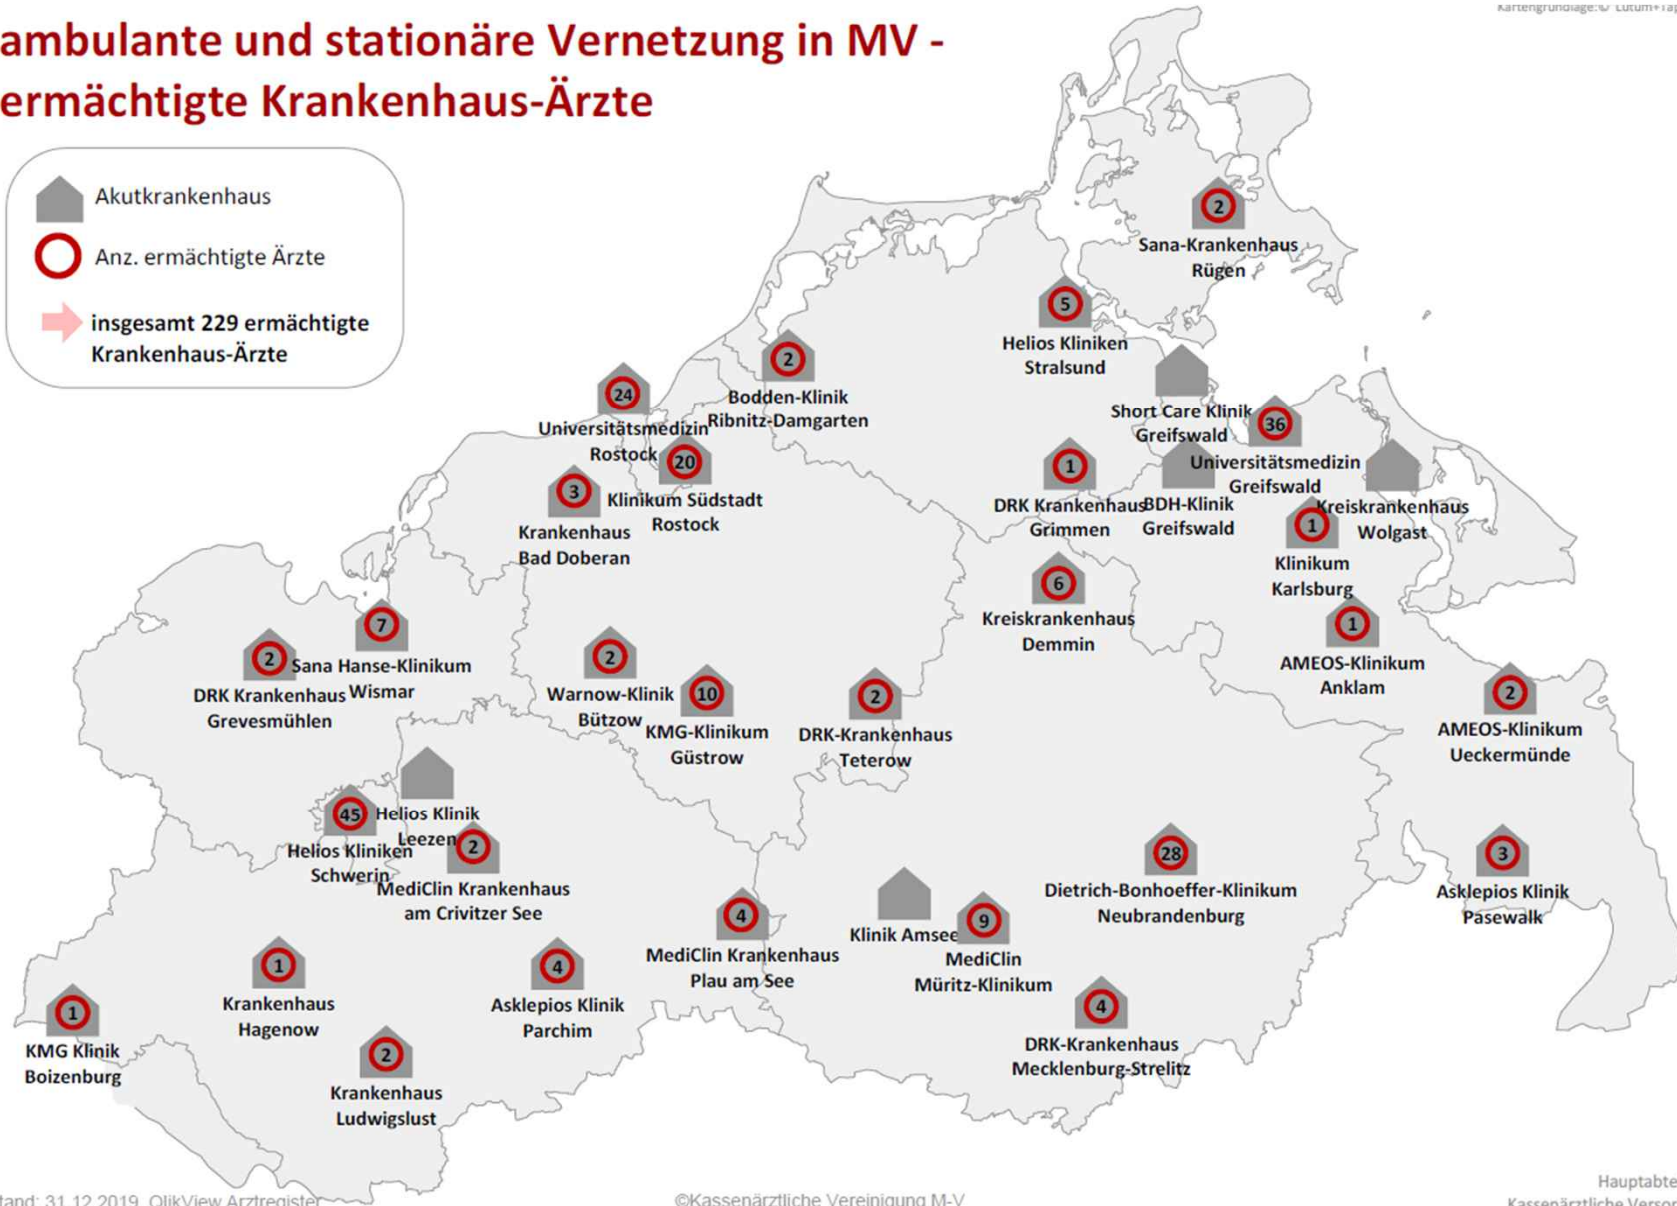 ambulante und stationäre Vernetzung in MV -
ermächtigte Krankenhaus-Ärzte
Akutkrankenhaus
Anz. ermächtigte Ärzte
insgesamt 229 ermächtigte
Krankenhaus-Ärzte
2
Sana-Krankenhaus
Rügen
5
Helios Kliniken
Stralsund
2
Bodden-Klinik
Ribnitz-Damgarten
24
Universitätsmedizin
Rostock
20
Klinikum Südstadt
Rostock
3
Krankenhaus
Bad Doberan
Short Care Klinik
Greifswald
36
Universitätsmedizin
Greifswald
1
DRK Krankenhaus
Grimmen
BDH-Klinik
Greifswald
Kreiskrankenhaus
Wolgast
1
Klinikum
Karlsburg
6
Kreiskrankenhaus
Demmin
1
AMEOS-Klinikum
Anklam
2
AMEOS-Klinikum
Ueckermünde
7
Sana Hanse-Klinikum
Wismar
2
DRK Krankenhaus
Grevesmühlen
2
Warnow-Klinik
Bützow
10
KMG-Klinikum
Güstrow
2
DRK-Krankenhaus
Teterow
Helios Klinik
Leezen
45
Helios Kliniken
Schwerin
2
MediClin Krankenhaus
am Crivitzer See
4
MediClin Krankenhaus
Plau am See
Klinik Amsee
9
MediClin
Müritz-Klinikum
28
Dietrich-Bonhoeffer-Klinikum
Neubrandenburg
3
Asklepios Klinik
Pasewalk
1
Krankenhaus
Hagenow
4
Asklepios Klinik
Parchim
4
DRK-Krankenhaus
Mecklenburg-Strelitz
1
KMG Klinik
Boizenburg
2
Krankenhaus
Ludwigslust
31.12.2019, QlikView Arztregister
©Kassenärztliche Vereinigung M-V